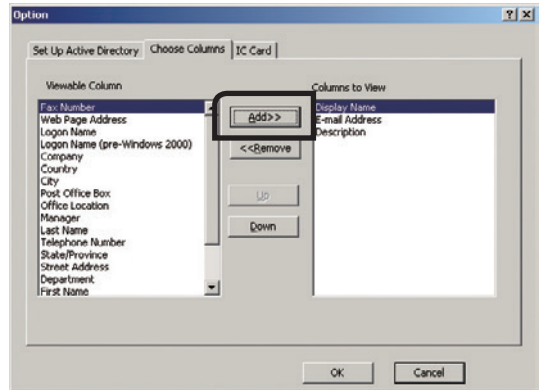 Option
Set Up Active Directory Choose Columns IC Card
Viewable Column
Fax Number
Web Page Address
Logon Name
Logon Name (pre-Windows 2000)
Company
Country
City
Post Office Box
Office Location
Manager
Last Name
Telephone Number
State/Province
Street Address
Department
First Name
Add>>
<<Remove
Up
Down
Columns to View
Display Name
E-mail Address
Description
OK Cancel